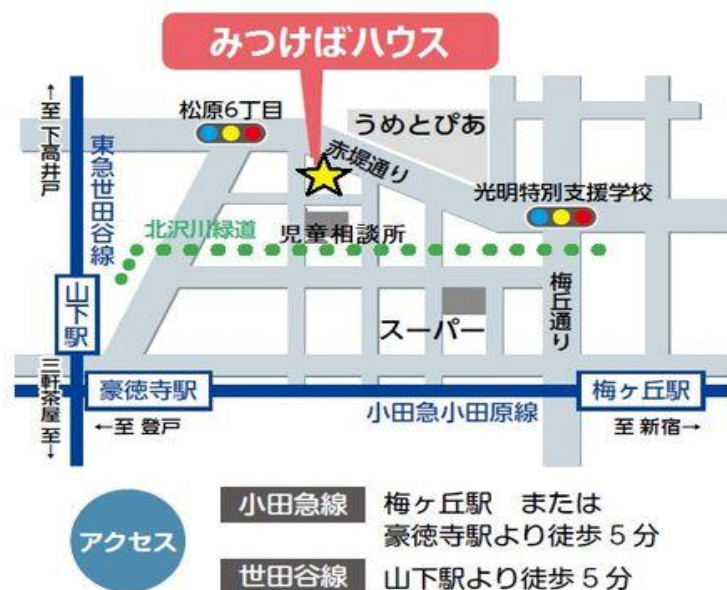 みつけばハウス
松原6丁目
うめとぴあ
←至 下高井戸
東急世田谷線
赤堤通り
光明特別支援学校
北沢川緑道
児童相談所
山下駅
梅丘通り
スーパー
三軒茶屋 至→
豪徳寺駅
小田急小田原線
梅ヶ丘駅
←至 登戸
至 新宿→
アクセス
小田急線 梅ヶ丘駅 または
豪徳寺駅より徒歩5分
世田谷線 山下駅より徒歩5分